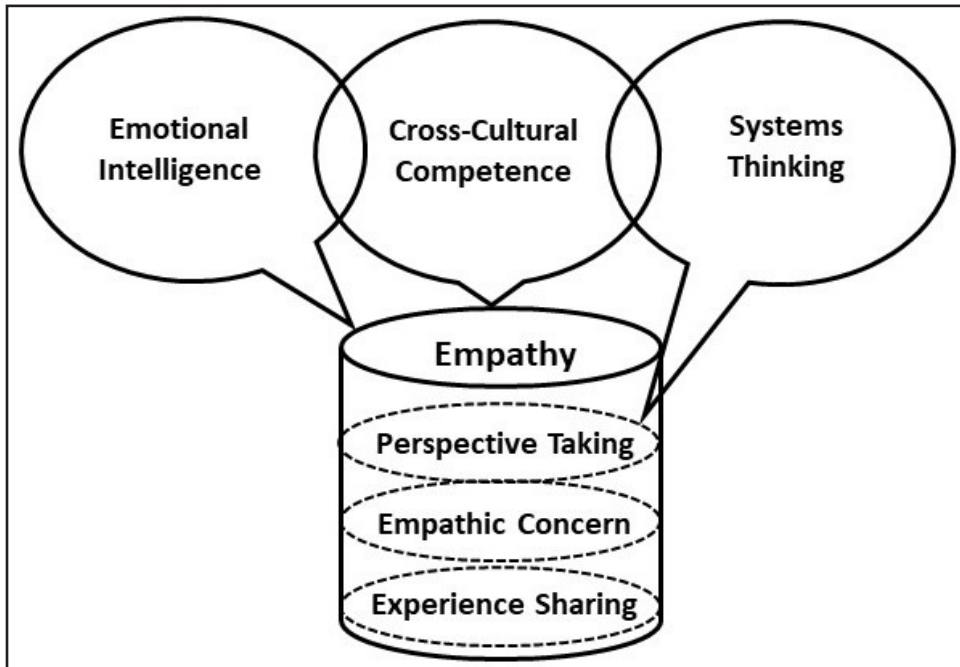 Emotional
Intelligence
Cross-Cultural
Competence
Systems
Thinking
Empathy
Perspective Taking
Empathic Concern
Experience Sharing